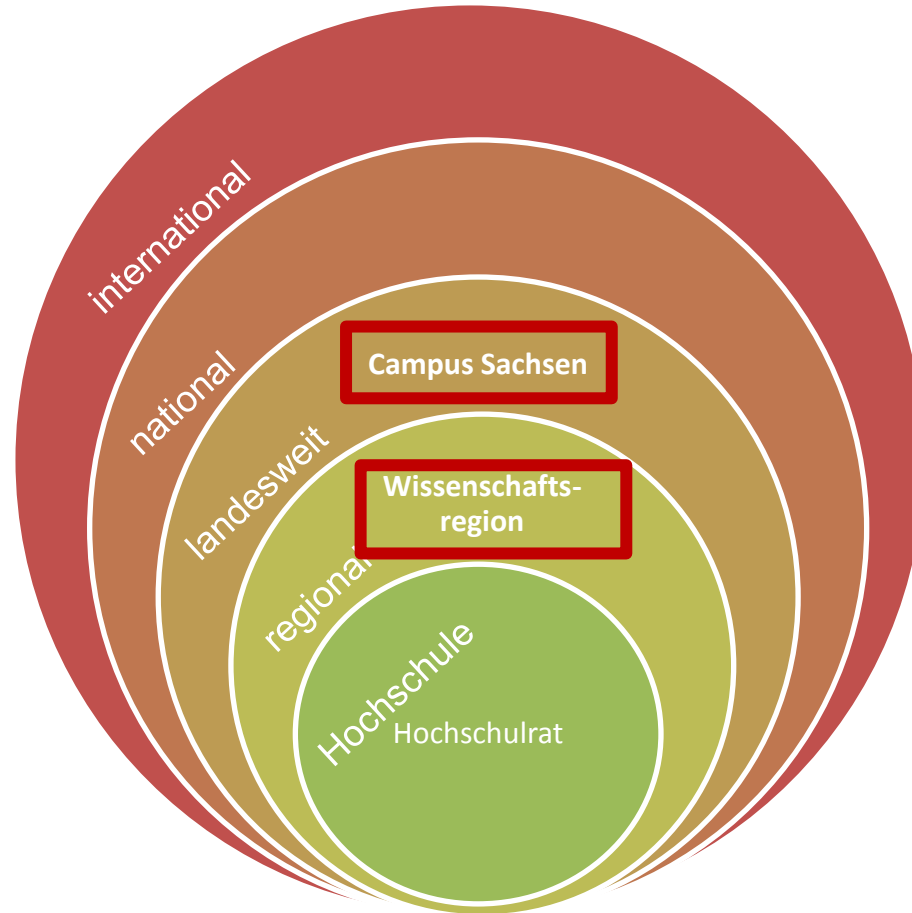 international
national
landesweit
Campus Sachsen
regional
Wissenschafts-
region
Hochschule
Hochschulrat